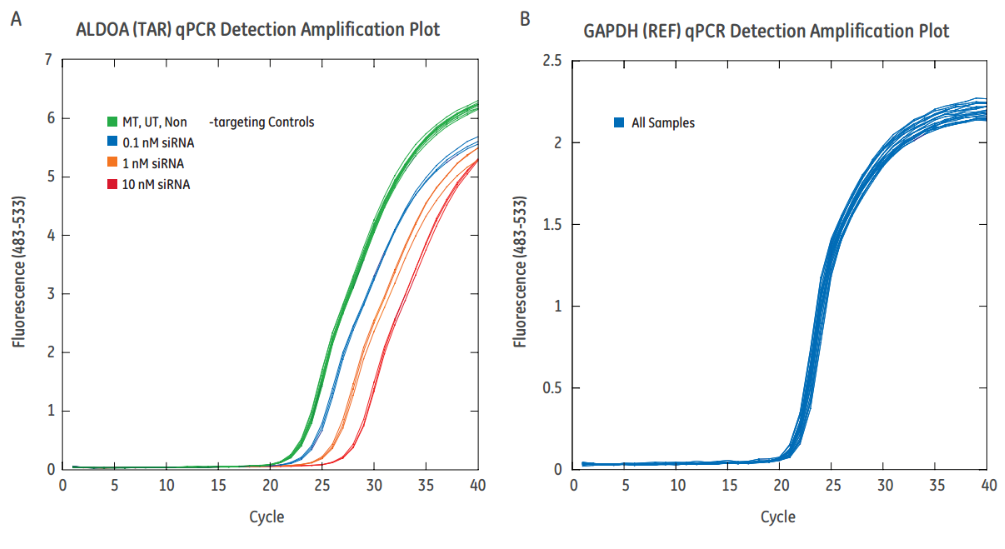 A
ALDOA (TAR) qPCR Detection Amplification Plot
7
6
5
4
3
2
1
0
Fluorescence (483-533)
MT, UT, Non -targeting Controls
0.1 nM siRNA
1 nM siRNA
10 nM siRNA
0 5 10 15 20 25 30 35 40
Cycle
B
GAPDH (REF) qPCR Detection Amplification Plot
2.5
2
1.5
1
0.5
0
Fluorescence (483-533)
All Samples
0 5 10 15 20 25 30 35 40
Cycle